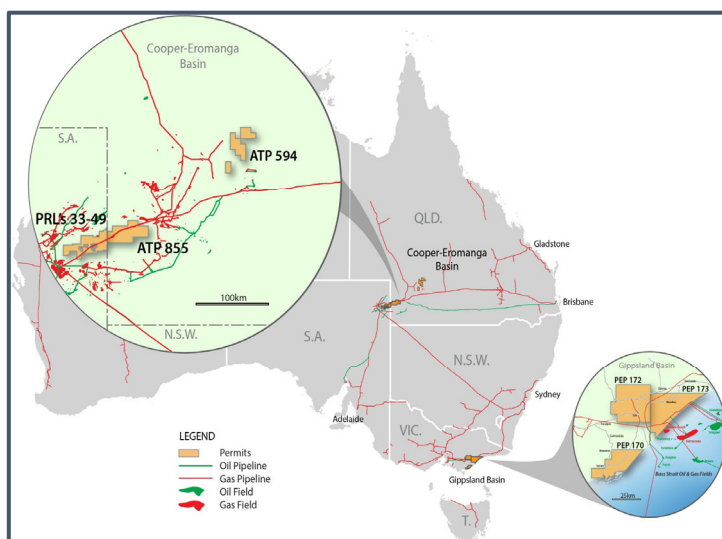 Cooper-Eromanga
Basin
S.A.
ATP 594
PRLs 33-49
ATP 855
100km
N.S.W.
QLD.
Cooper-Eromanga
Basin
Gladstone
Brisbane
S.A.
N.S.W.
Sydney
Adelaide
VIC.
Gippsland Basin
T.
Gippsland Basin
PEP 172
PEP 173
PEP 170
Bass Strait Oil & Gas Fields
25km
LEGEND
Permits
Oil Pipeline
Gas Pipeline
Oil Field
Gas Field